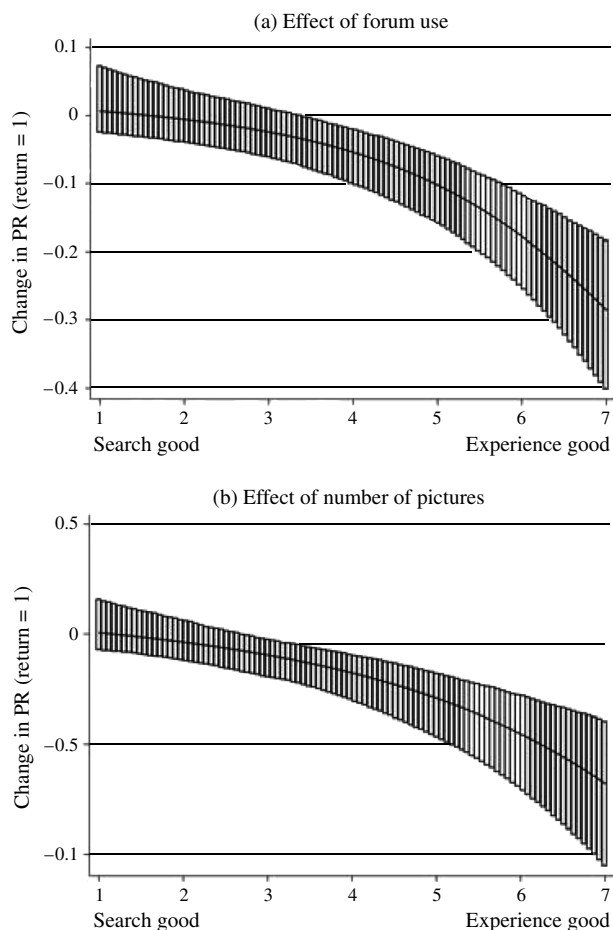 (a) Effect of forum use
Change in PR (return = 1)
0.1
0
−0.1
−0.2
−0.3
−0.4
1 2 3 4 5 6 7
Search good Experience good
(b) Effect of number of pictures
Change in PR (return = 1)
0.5
0
−0.5
−0.1
1 2 3 4 5 6 7
Search good Experience good